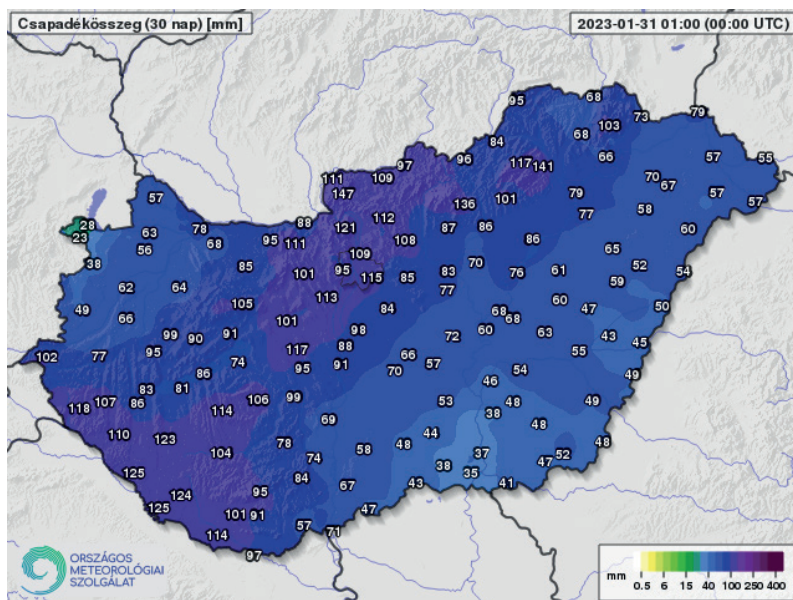 Csapadékösszeg (30 nap) [mm]
2023-01-31 01:00 (00:00 UTC)
95 68
103 73 79
84 68
97 96 117 141 66 57 55
111 109
147 70 67
57 136 101 79 57 57
28 112 77 58
23 63 78 88 121 87 86 60
56 68 95 111 108 86
38 85 109 65
101 95 115 85 83 70 76 61 52 54
62 64 77 59
49 105 113 60
66 101 84 68 68 47 50
99 90 91 98 60 63 43
102 77 95 117 88 72 45
74 66 55
86 95 91 70 57 54 49
83 81 46
118 107 86 106 99 53 48 49
114 38
110 69 48
123 78 44 48
104 58 48
125 74 37 52
38 47
84 35
124 95 67 43 41
125 101 91 47
57
114 71
97
ORSZÁGOS
METEOROLÓGIAI
SZOLGÁLAT
mm
0.5 6 15 40 100 250 400